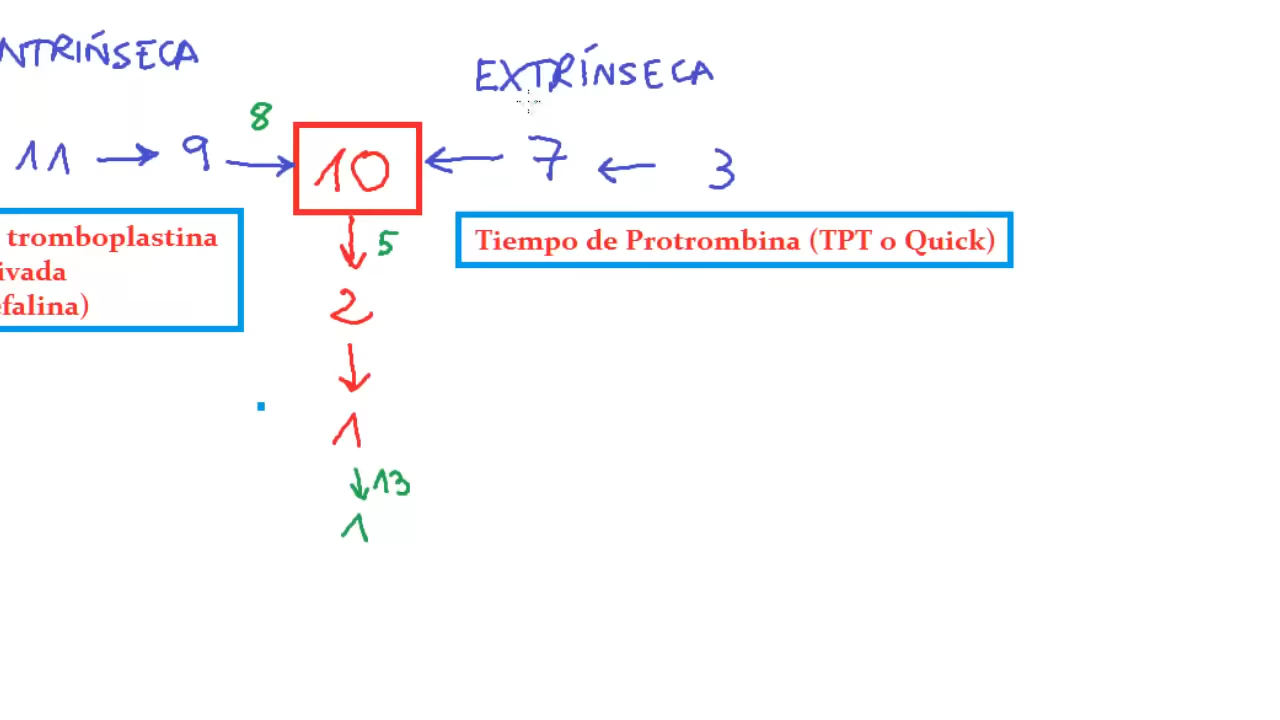 NTRÍNSECA
EXTRÍNSECA
8
11 → 9 → 10 ← 7 ← 3
tromboplastina
ivada
efalina)
5
Tiempo de Protrombina (TPT o Quick)
2
1
13
1